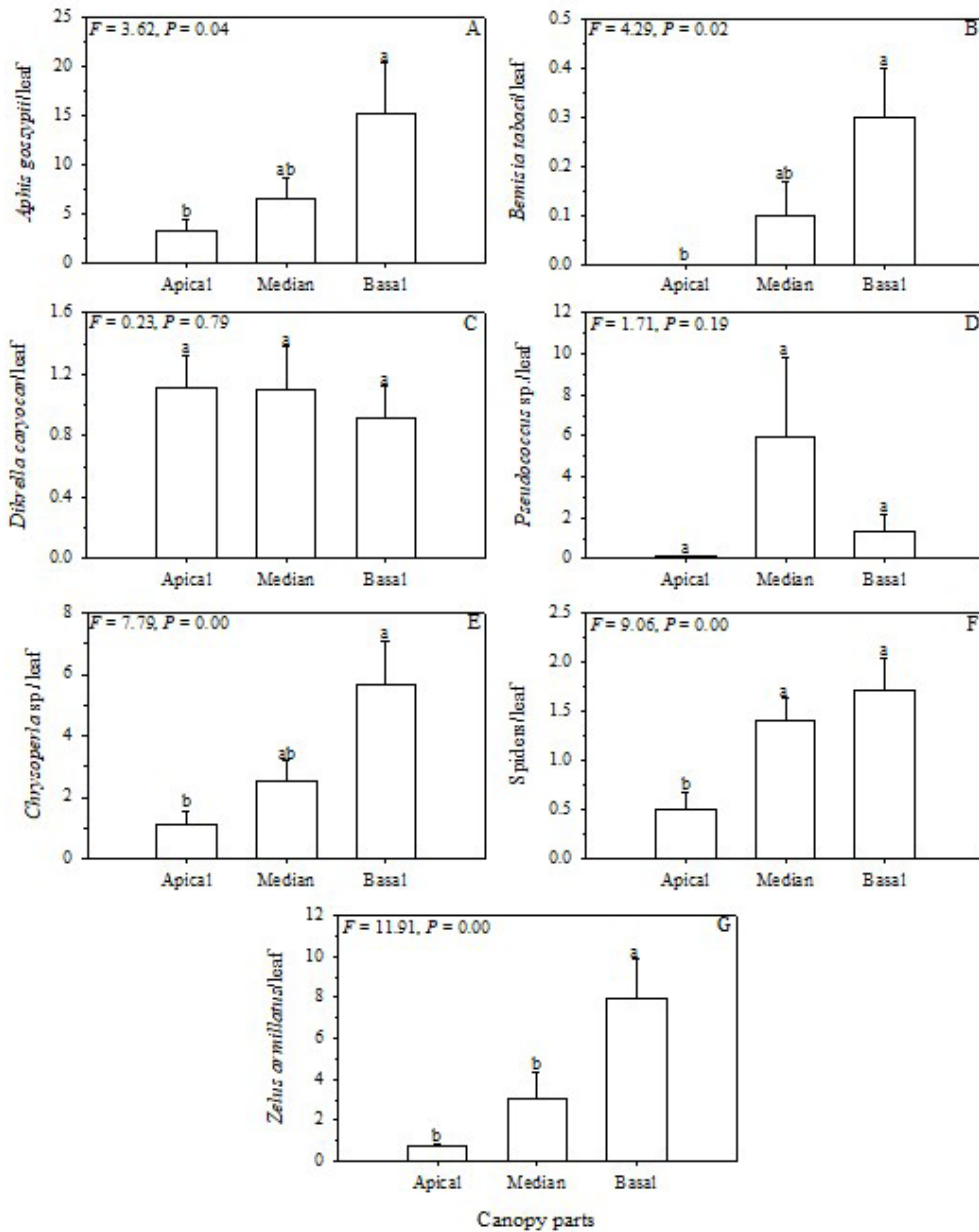 F = 3.62, P = 0.04
A
Aphis gossypii/leaf
25
20
15
10
5
0
b
ab
a
Apical Median Basal
F = 4.29, P = 0.02
B
Bemisia tabaci/leaf
0.5
0.4
0.3
0.2
0.1
0.0
b
ab
a
Apical Median Basal
F = 0.23, P = 0.79
C
Dikrella caryocar/leaf
1.6
1.2
0.8
0.4
0.0
a
a
a
Apical Median Basal
F = 1.71, P = 0.19
D
Pseudococcus sp./leaf
12
10
8
6
4
2
0
a
a
a
Apical Median Basal
F = 7.79, P = 0.00
E
Chrysoperla sp/leaf
8
6
4
2
0
b
ab
a
Apical Median Basal
F = 9.06, P = 0.00
F
Spiders/leaf
2.5
2.0
1.5
1.0
0.5
0.0
b
a
a
Apical Median Basal
F = 11.91, P = 0.00
G
Zelus armillatus/leaf
12
10
8
6
4
2
0
b
b
a
Apical Median Basal
Canopy parts